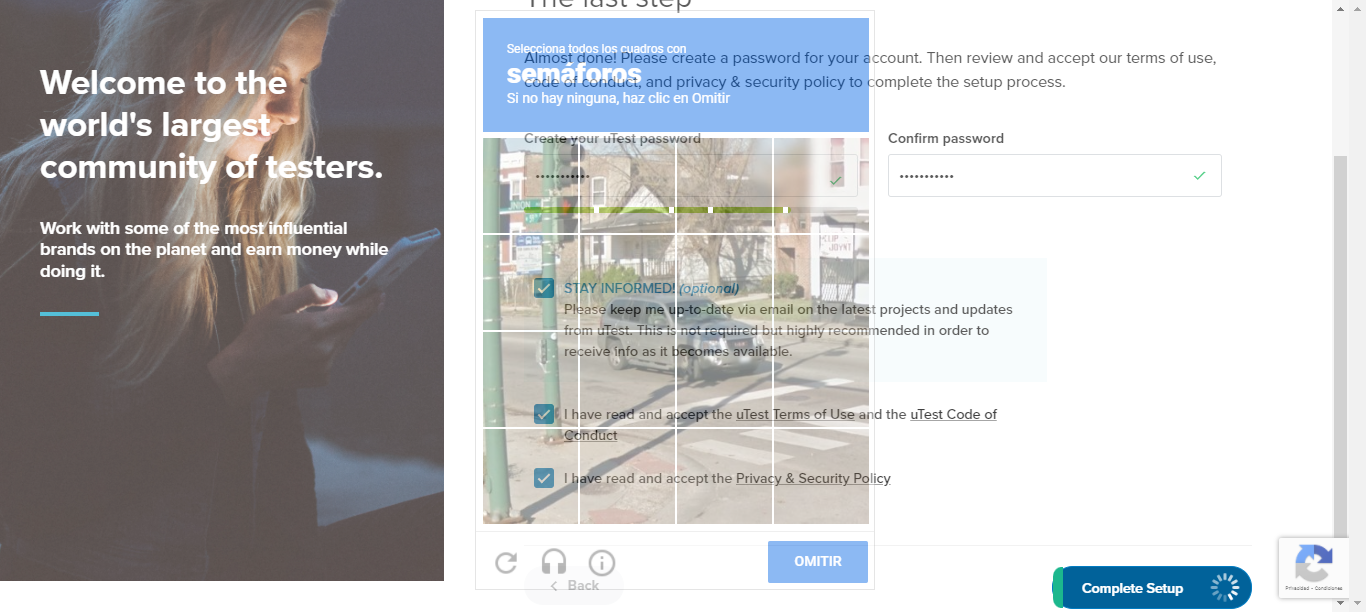 Welcome to the
world's largest
community of testers.
Work with some of the most influential
brands on the planet and earn money while
doing it.
The last step
Almost done! Please create a password for your account. Then review and accept our terms of use,
code of conduct, and privacy & security policy to complete the setup process.
Selecciona todos los cuadros con
semáforos
Si no hay ninguna, haz clic en Omitir
Create your uTest password
Confirm password
•••••••••••
•••••••••••
UNION
CLIP
JOYNT
STAY INFORMED! (optional)
Please keep me up-to-date via email on the latest projects and updates
from uTest. This is not required but highly recommended in order to
receive info as it becomes available.
I have read and accept the uTest Terms of Use and the uTest Code of
Conduct
I have read and accept the Privacy & Security Policy
OMITIR
Back
Complete Setup
Privacidad - Condiciones